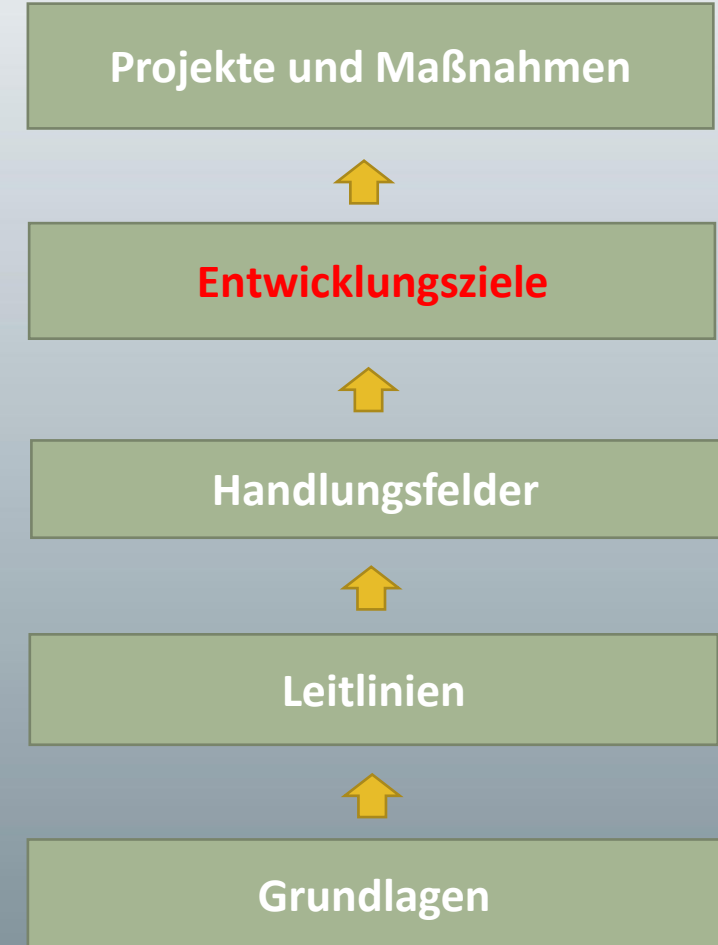 Projekte und Maßnahmen
Entwicklungsziele
Handlungsfelder
Leitlinien
Grundlagen